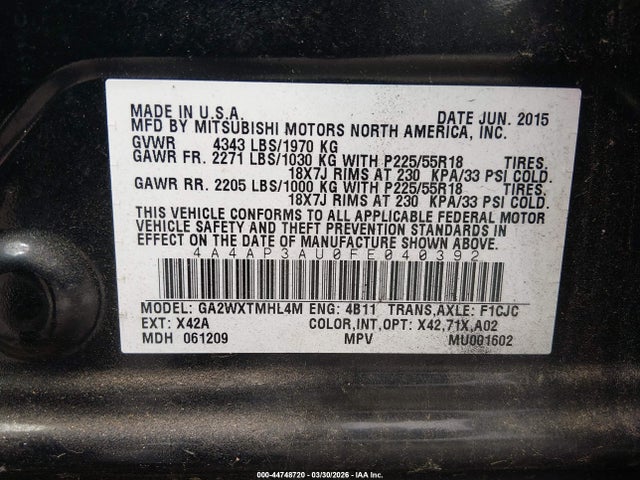 MADE IN U.S.A. DATE JUN. 2015
MFD BY MITSUBISHI MOTORS NORTH AMERICA, INC.
GVWR 4343 LBS/1970 KG
GAWR FR. 2271 LBS/1030 KG WITH P225/55R18 TIRES.
18X7J RIMS AT 230 KPA/33 PSI COLD.
GAWR RR. 2205 LBS/1000 KG WITH P225/55R18 TIRES.
18X7J RIMS AT 230 KPA/33 PSI COLD.
THIS VEHICLE CONFORMS TO ALL APPLICABLE FEDERAL MOTOR
VEHICLE SAFETY AND THEFT PREVENTION STANDARDS IN
EFFECT ON THE DATE OF MANUFACTURE SHOWN ABOVE.
4A4AP3AU0FE040392
MODEL: GA2WXTMHL4M ENG: 4B11 TRANS,AXLE: F1CJC
EXT: X42A COLOR,INT,OPT: X42,71X,A02
MDH 061209 MPV MU001602
000-44748720 - 03/30/2026 - IAA Inc.